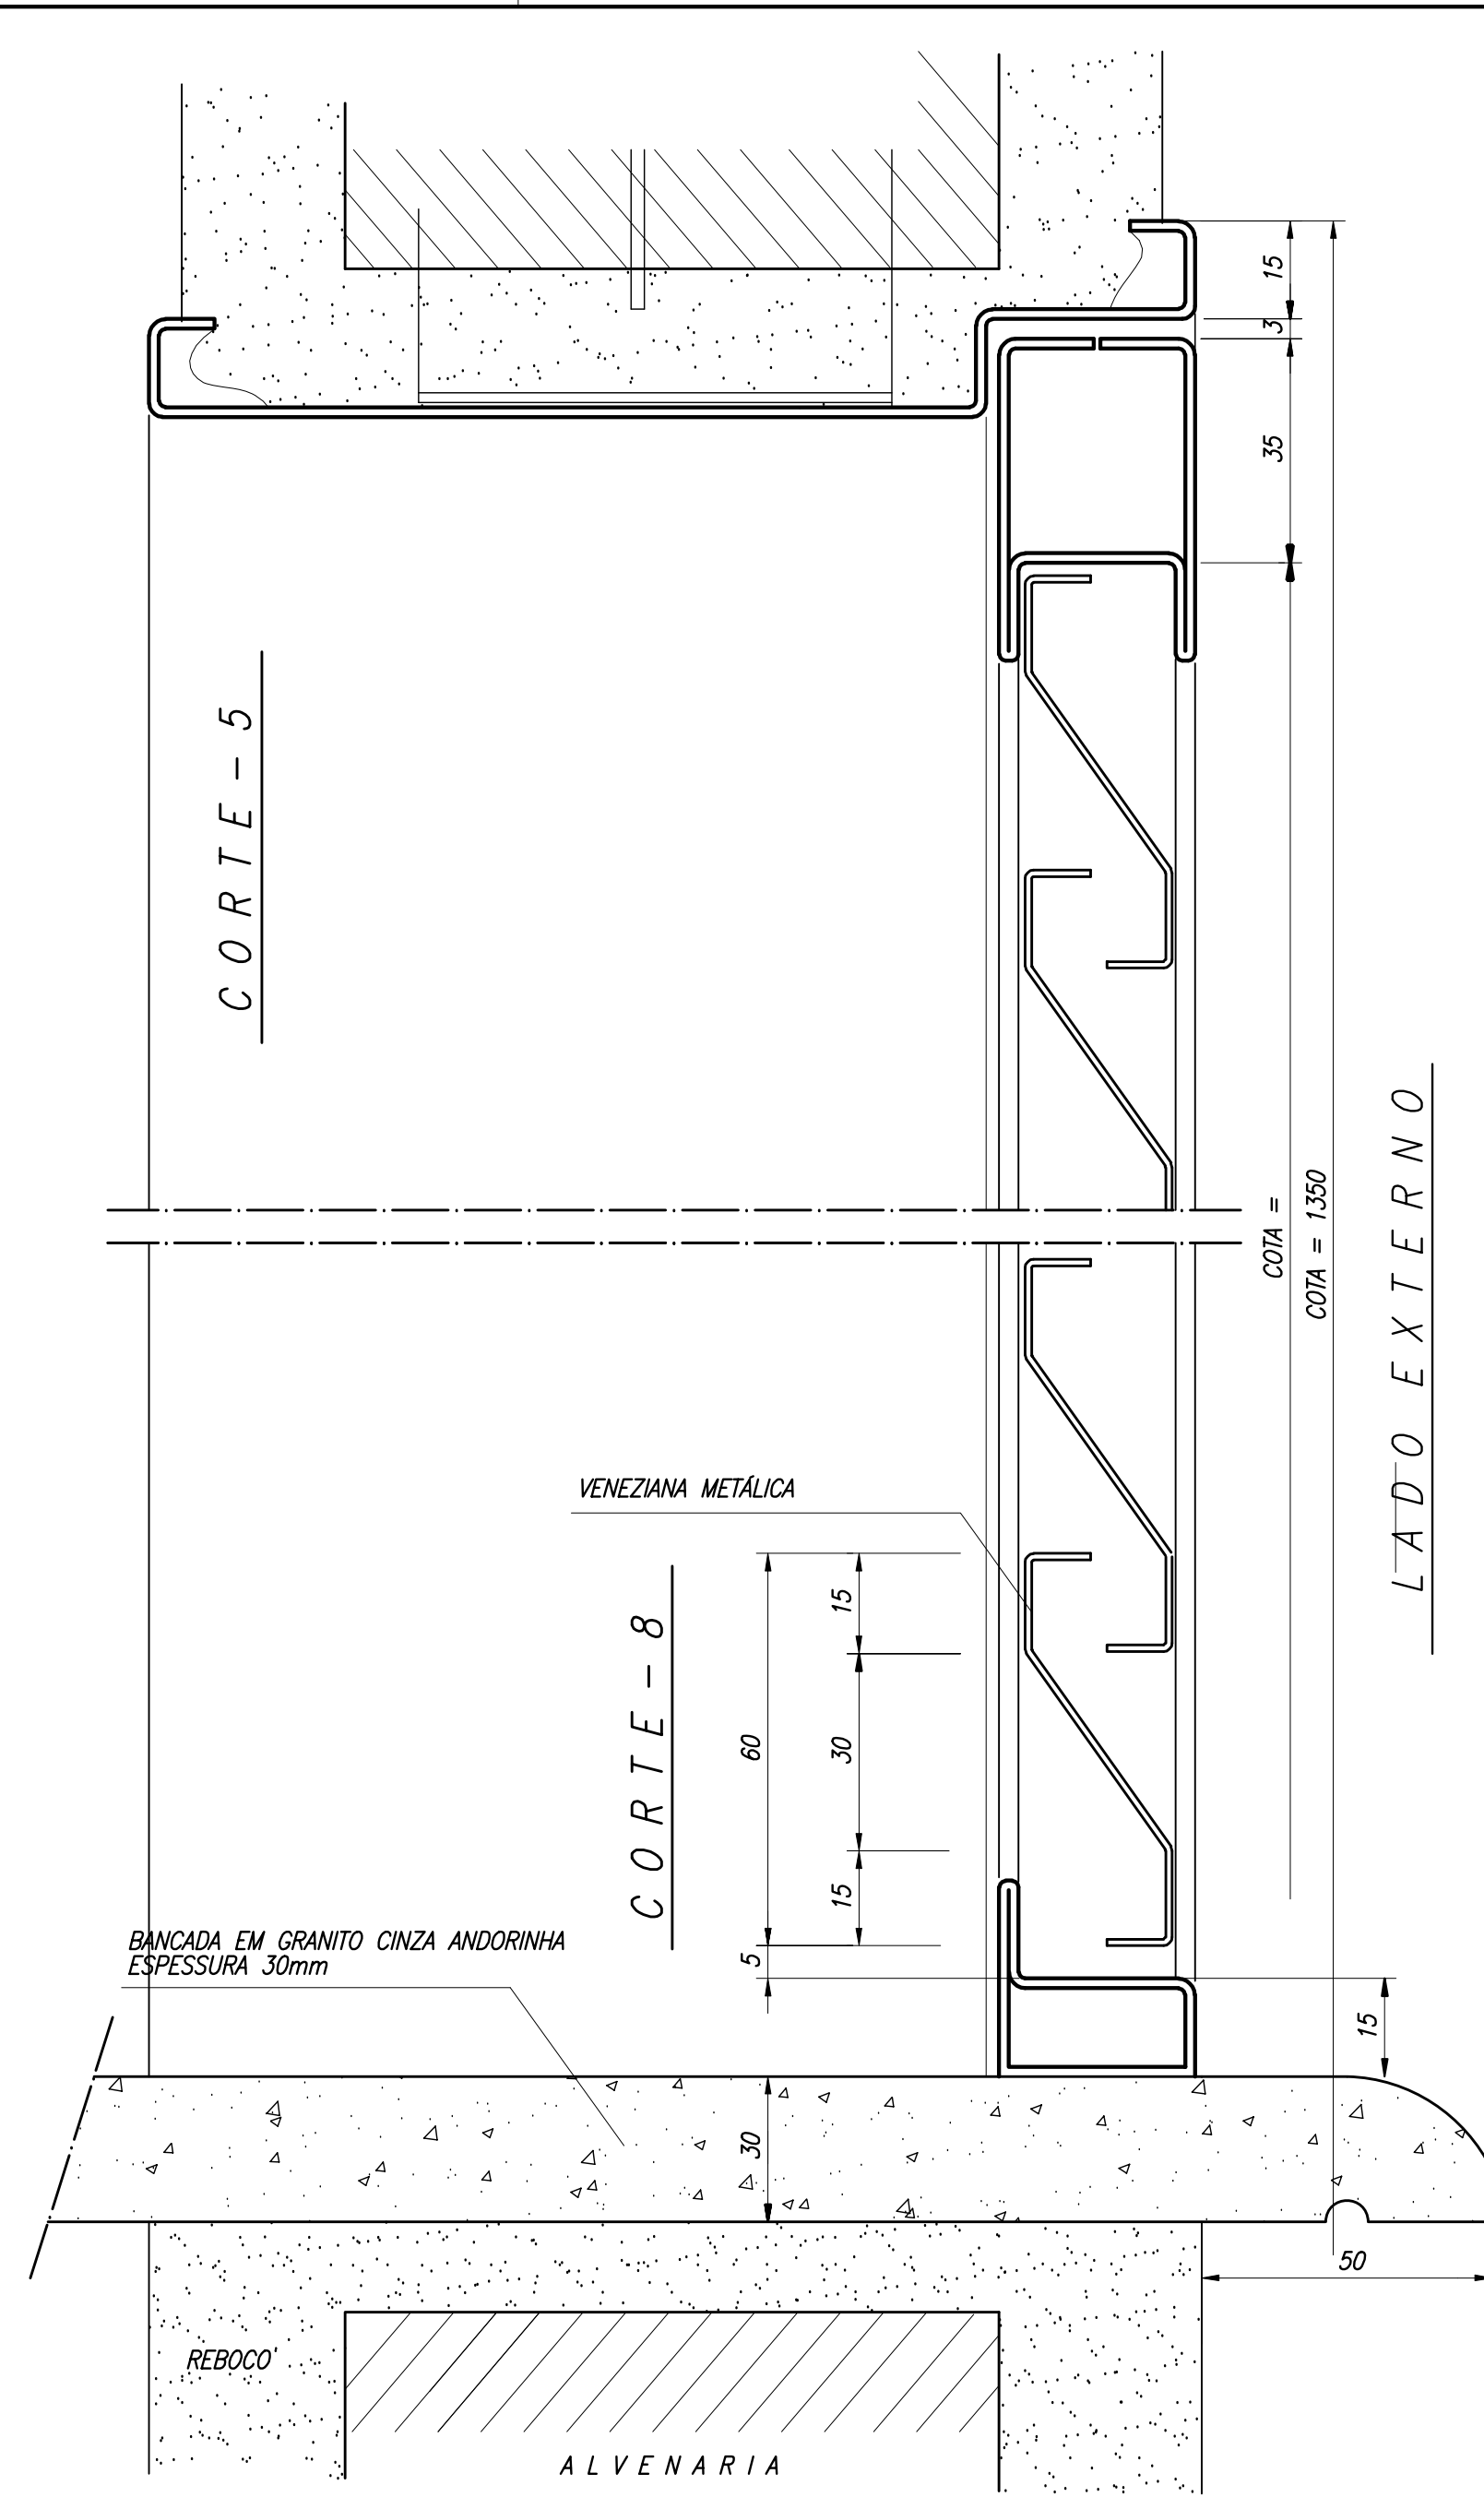 15
3
35
CORTE - 5
COTA =
COTA = 1350
LADO EXTERNO
VENEZIANA METÁLICA
15
60
30
15
CORTE - 8
BANCADA EM GRANITO CINZA ANDORINHA
ESPESSURA 30mm
5
15
30
50
REBOCO
ALVENARIA